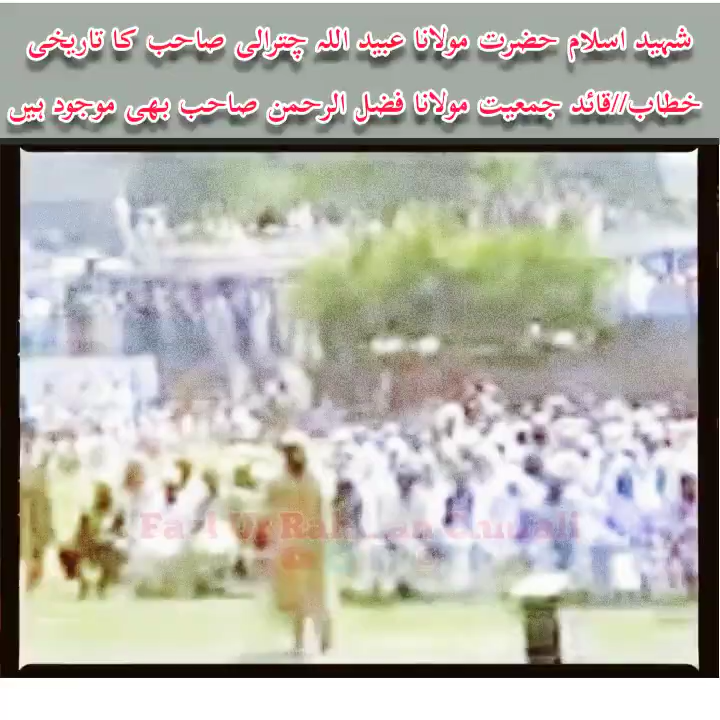 شہید اسلام حضرت مولانا عبید اللہ چترالی صاحب کا تاریخی
خطاب//قائد جمعیت مولانا فضل الرحمن صاحب بھی موجود ہیں